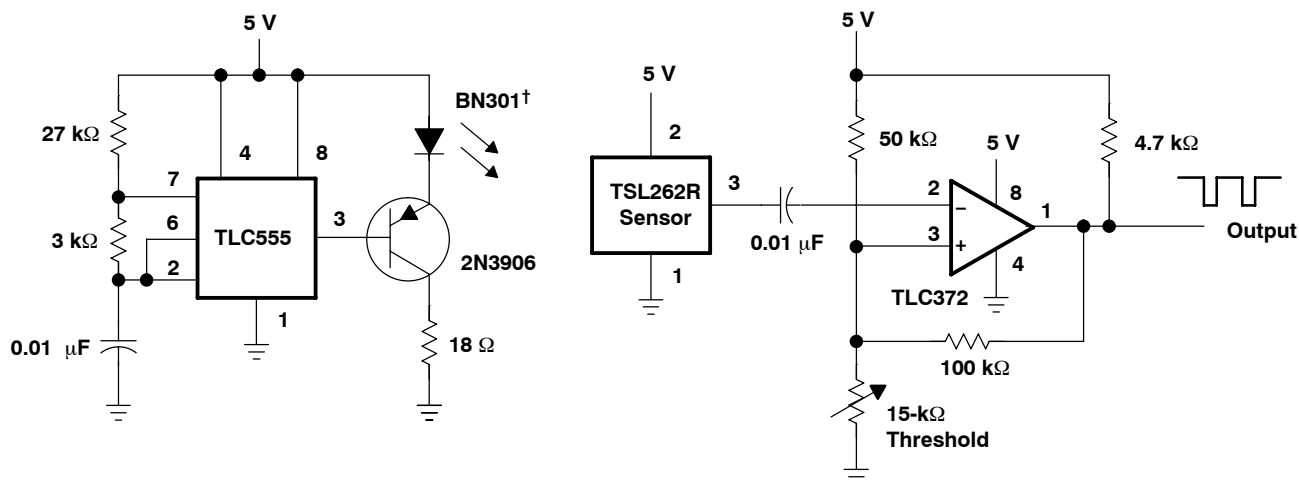 5 V
27 kΩ
3 kΩ
0.01 μF
7
6
2
4
8
TLC555
3
1
BN301†
2N3906
18 Ω
5 V
2
TSL262R
Sensor
3
1
0.01 μF
5 V
50 kΩ
4.7 kΩ
5 V
2
3
−
+
8
1
4
TLC372
Output
100 kΩ
15-kΩ
Threshold